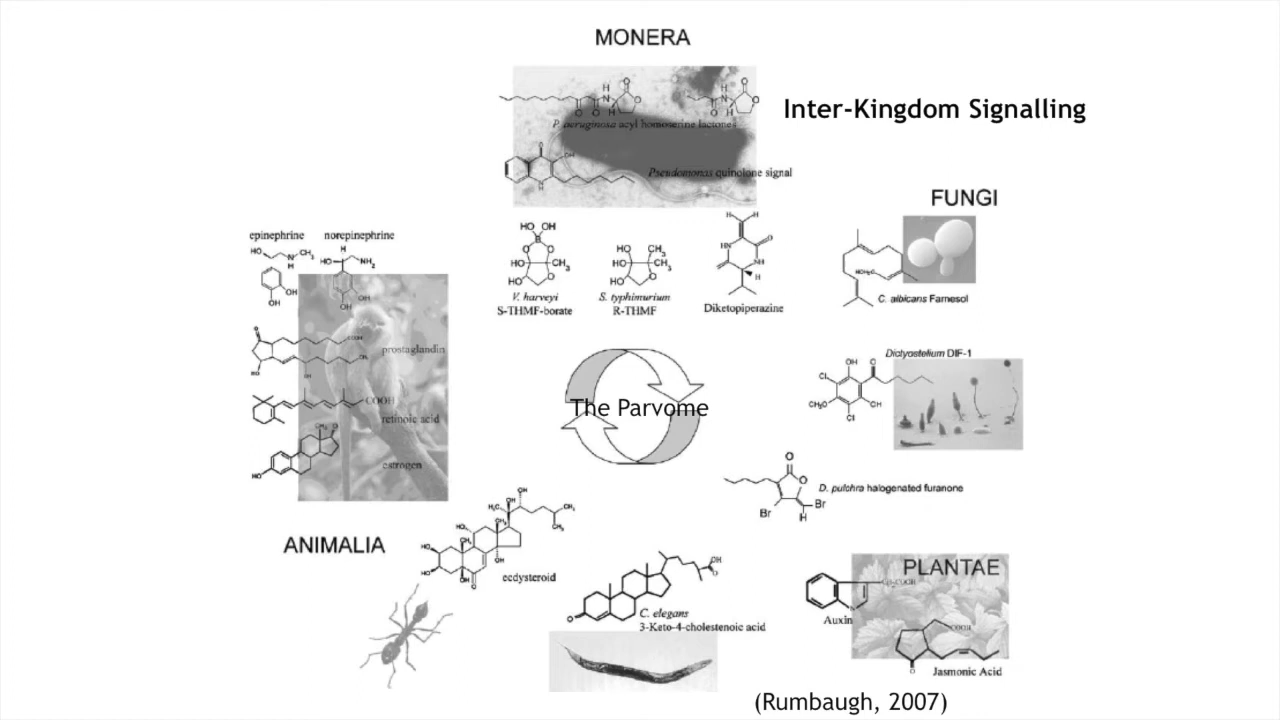 MONERA
Inter-Kingdom Signalling
P. aeruginosa acyl homoserine lactones
Pseudomonas quinolone signal
FUNGI
epinephrine norepinephrine
V. harveyi
S-THMF-borate
S. typhimurium
R-THMF
Diketopiperazine
C. albicans Farnesol
prostaglandin
retinoic acid
estrogen
Dictyostelium DIF-1
The Parvome
D. pulchra halogenated furanone
ANIMALIA
ecdysteroid
C. elegans
3-Keto-4-cholestenoic acid
PLANTAE
Auxin
Jasmonic Acid
(Rumbaugh, 2007)